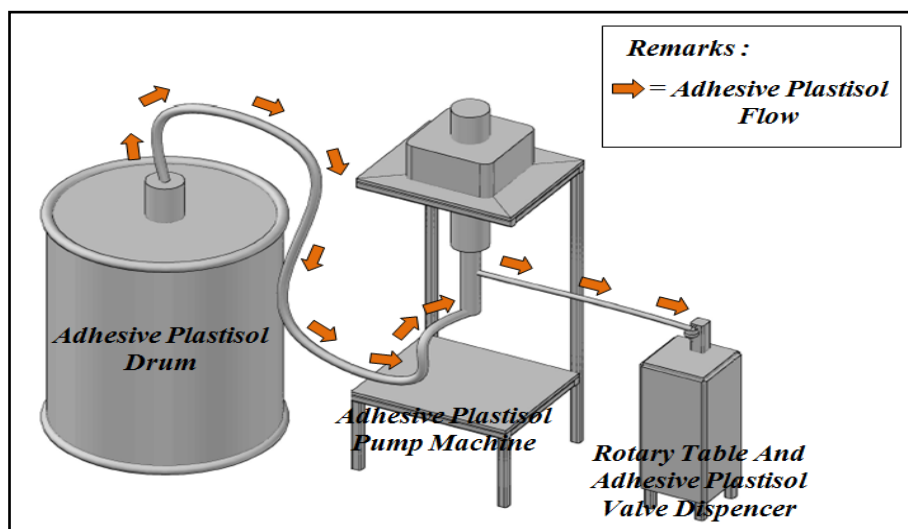 Remarks :
= Adhesive Plastisol
Flow
Adhesive Plastisol
Drum
Adhesive Plastisol
Pump Machine
Rotary Table And
Adhesive Plastisol
Valve Dispencer